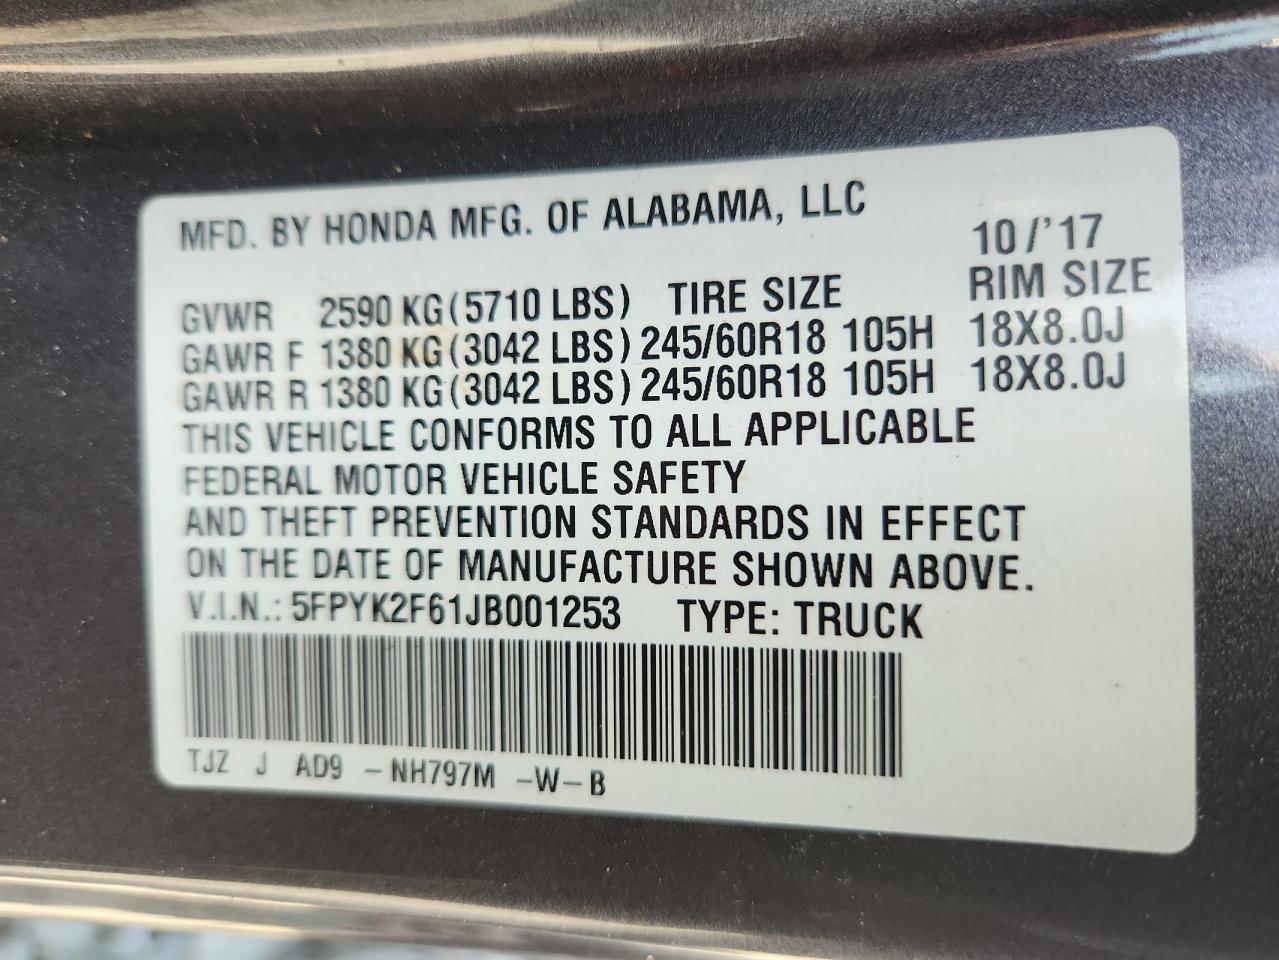 MFD. BY HONDA MFG. OF ALABAMA, LLC
10/'17
GVWR 2590 KG(5710 LBS) TIRE SIZE RIM SIZE
GAWR F 1380 KG(3042 LBS) 245/60R18 105H 18X8.0J
GAWR R 1380 KG(3042 LBS) 245/60R18 105H 18X8.0J
THIS VEHICLE CONFORMS TO ALL APPLICABLE
FEDERAL MOTOR VEHICLE SAFETY
AND THEFT PREVENTION STANDARDS IN EFFECT
ON THE DATE OF MANUFACTURE SHOWN ABOVE.
V.I.N.: 5FPYK2F61JB001253 TYPE: TRUCK
TJZ J AD9 -NH797M -W-B